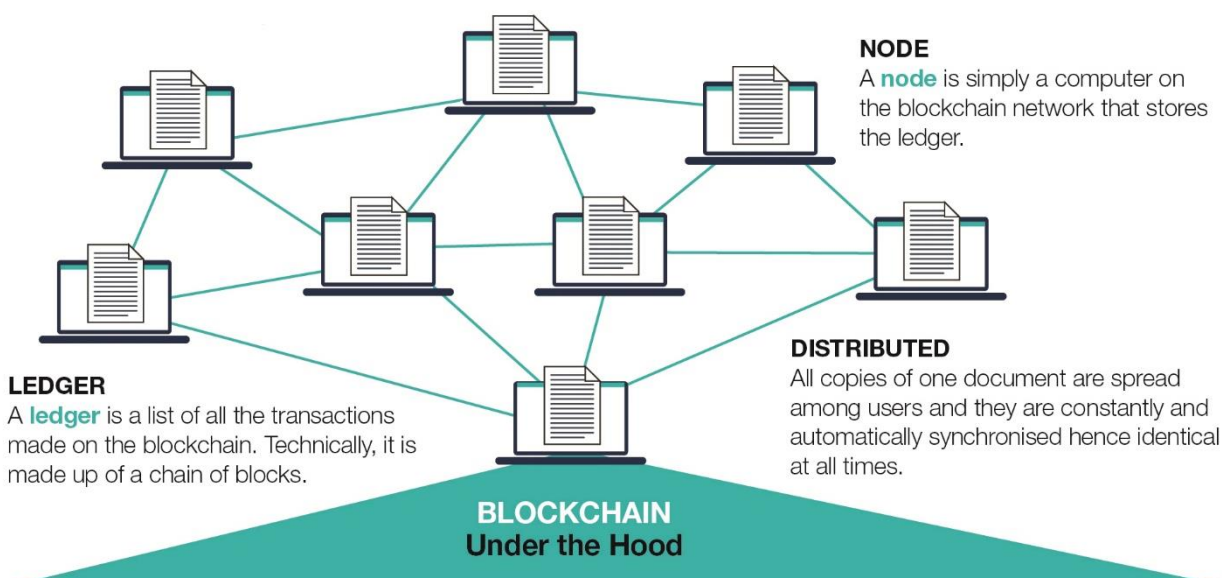 NODE
A node is simply a computer on
the blockchain network that stores
the ledger.
LEDGER
A ledger is a list of all the transactions
made on the blockchain. Technically, it is
made up of a chain of blocks.
DISTRIBUTED
All copies of one document are spread
among users and they are constantly and
automatically synchronised hence identical
at all times.
BLOCKCHAIN
Under the Hood